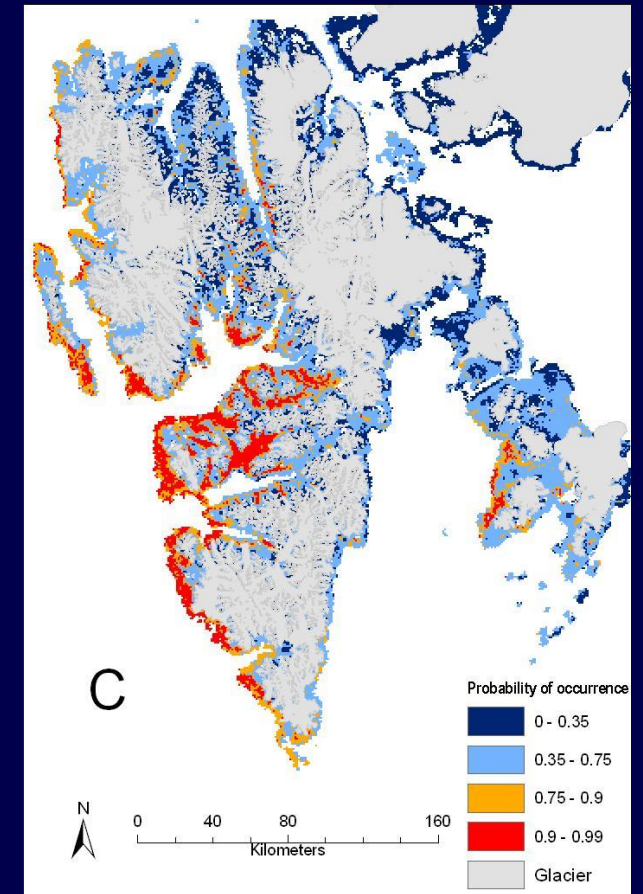 C
Probability of occurrence
0 - 0.35
0.35 - 0.75
0.75 - 0.9
0.9 - 0.99
Glacier
N
0 40 80 160
Kilometers